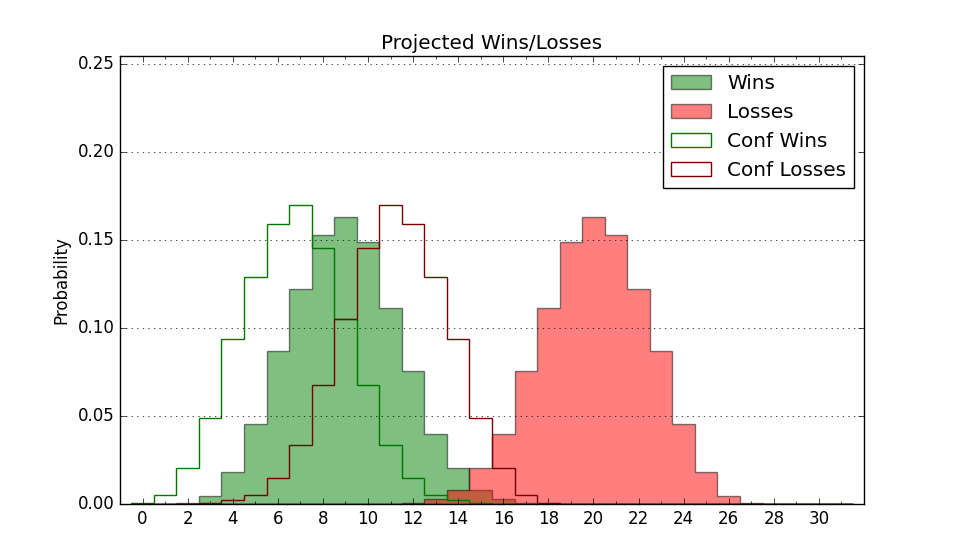 Projected Wins/Losses
0.25
0.20
0.15
0.10
0.05
0.00
Probability
Wins
Losses
Conf Wins
Conf Losses
0 2 4 6 8 10 12 14 16 18 20 22 24 26 28 30